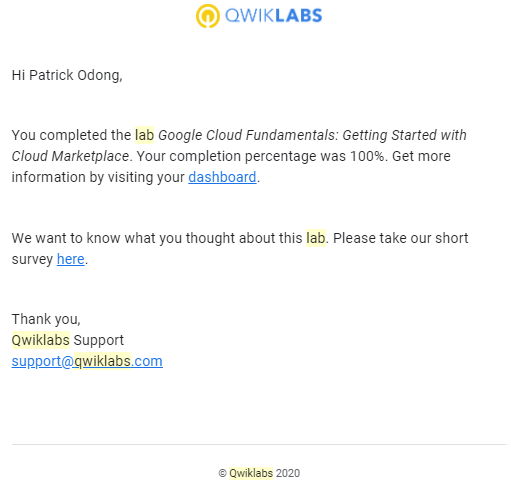 QWIKLABS
Hi Patrick Odong,
You completed the lab Google Cloud Fundamentals: Getting Started with
Cloud Marketplace. Your completion percentage was 100%. Get more
information by visiting your dashboard.
We want to know what you thought about this lab. Please take our short
survey here.
Thank you,
Qwiklabs Support
support@qwiklabs.com
© Qwiklabs 2020